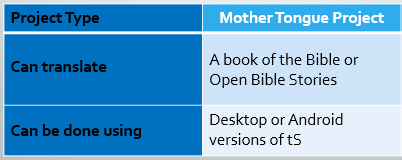 Project Type
Mother Tongue Project
Can translate
A book of the Bible or
Open Bible Stories
Can be done using
Desktop or Android
versions of tS